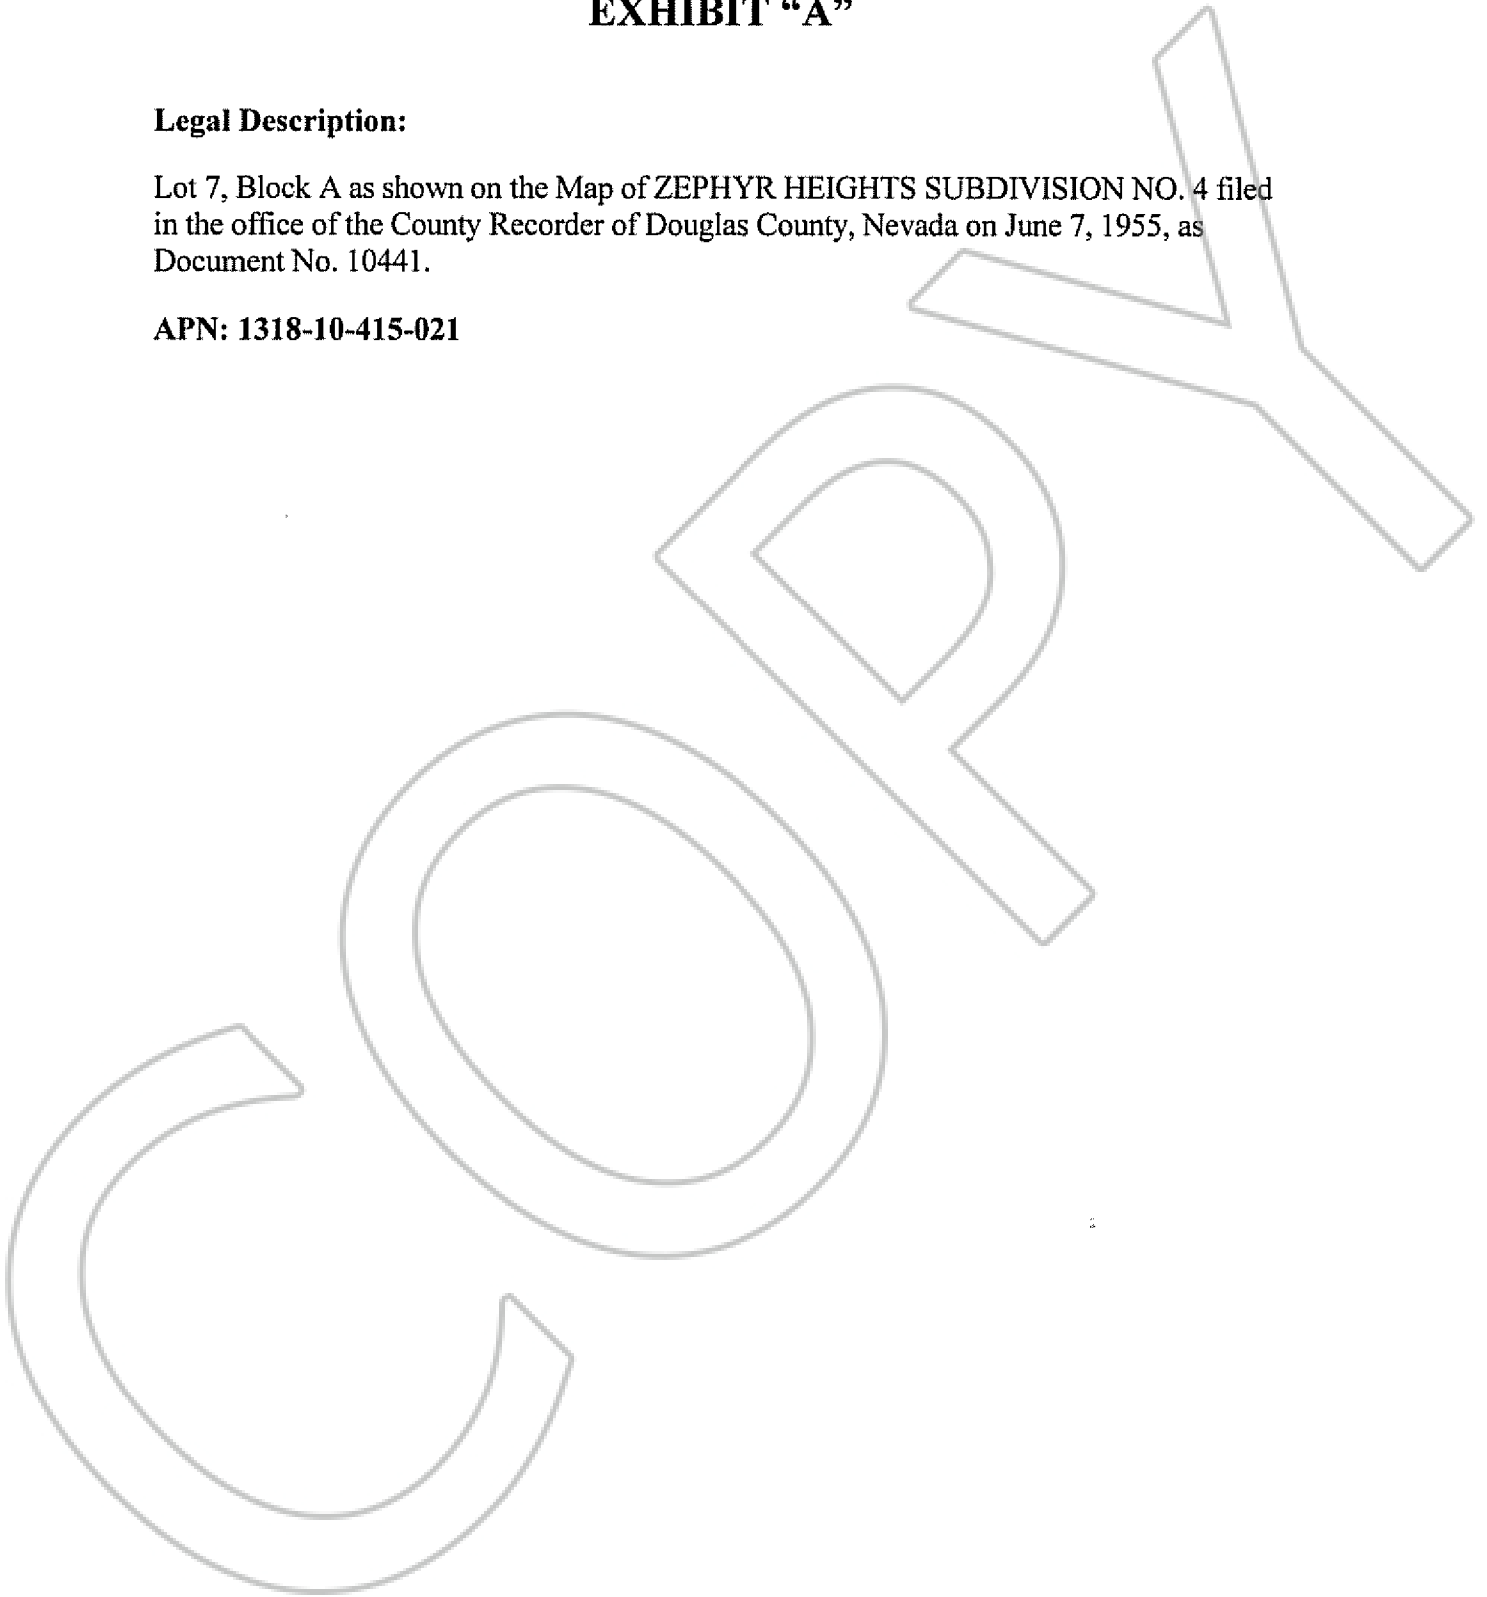 EXHIBIT “A”
Legal Description:
Lot 7, Block A as shown on the Map of ZEPHYR HEIGHTS SUBDIVISION NO. 4 filed
in the office of the County Recorder of Douglas County, Nevada on June 7, 1955, as
Document No. 10441.
APN: 1318-10-415-021
COPY